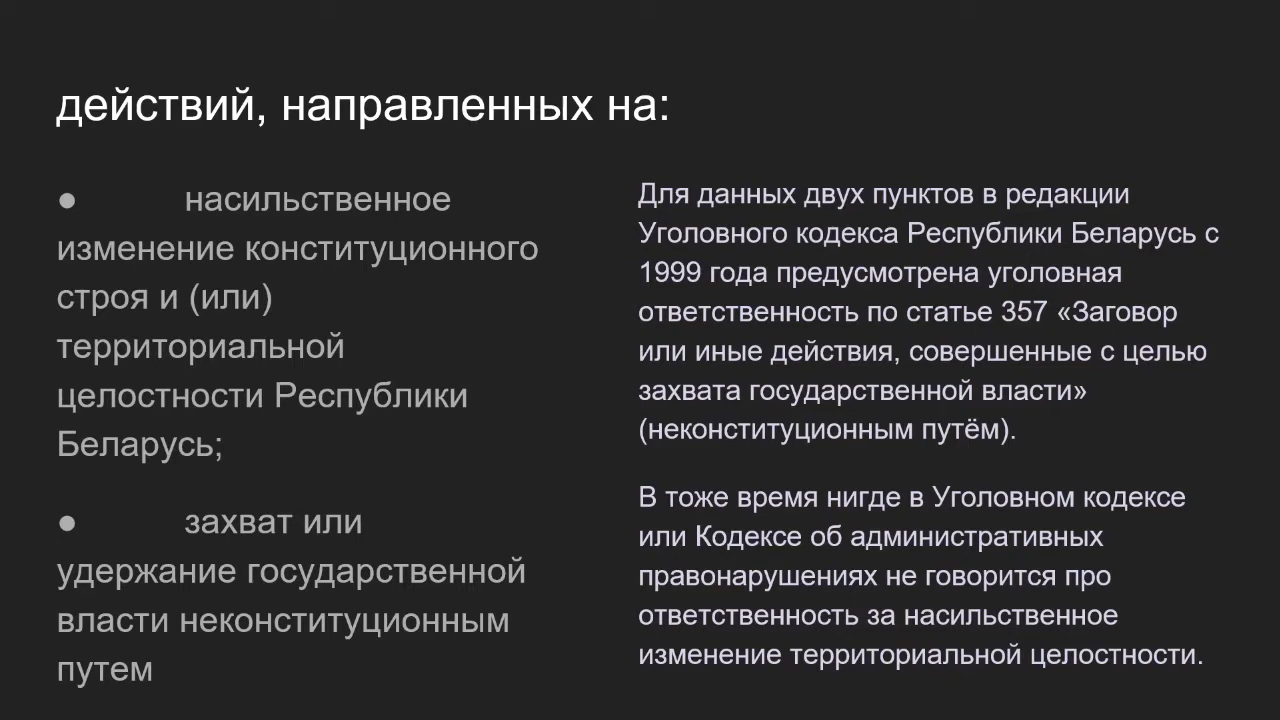 действий, направленных на:
● насильственное
изменение конституционного
строя и (или)
территориальной
целостности Республики
Беларусь;
● захват или
удержание государственной
власти неконституционным
путем
Для данных двух пунктов в редакции
Уголовного кодекса Республики Беларусь с
1999 года предусмотрена уголовная
ответственность по статье 357 «Заговор
или иные действия, совершенные с целью
захвата государственной власти»
(неконституционным путём).
В тоже время нигде в Уголовном кодексе
или Кодексе об административных
правонарушениях не говорится про
ответственность за насильственное
изменение территориальной целостности.